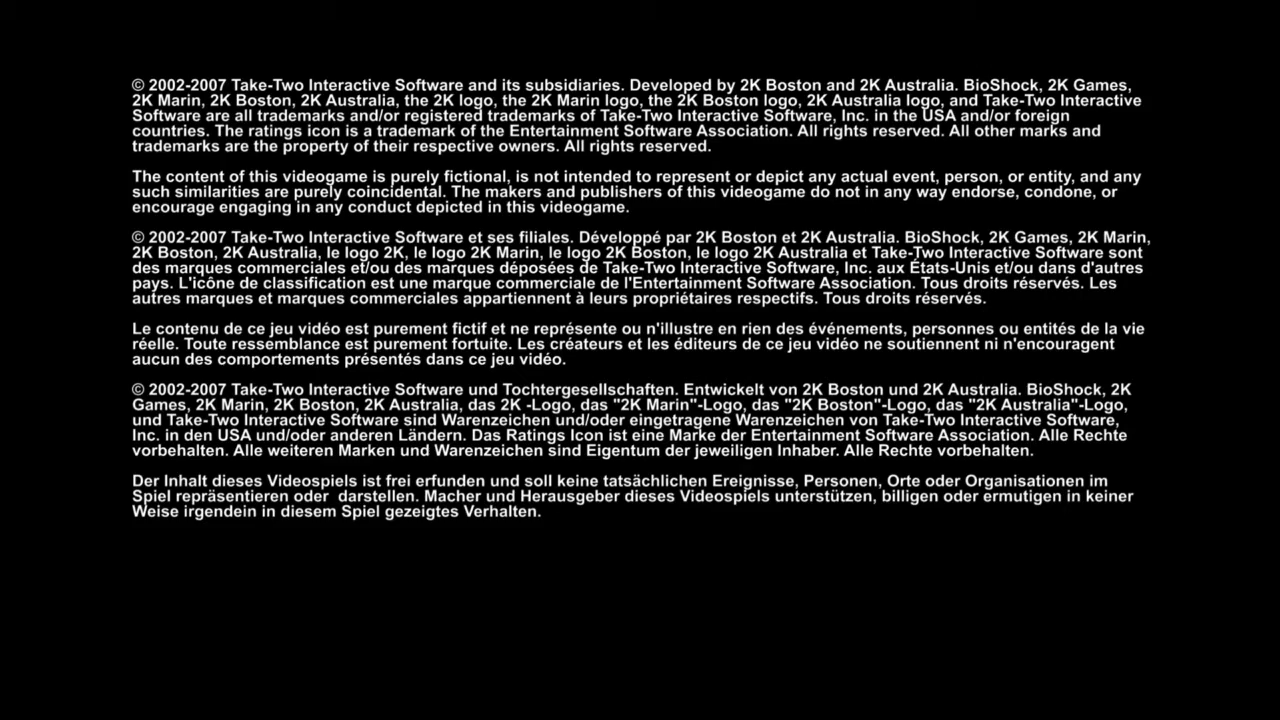 © 2002-2007 Take-Two Interactive Software and its subsidiaries. Developed by 2K Boston and 2K Australia. BioShock, 2K Games,
2K Marin, 2K Boston, 2K Australia, the 2K logo, the 2K Marin logo, the 2K Boston logo, 2K Australia logo, and Take-Two Interactive
Software are all trademarks and/or registered trademarks of Take-Two Interactive Software, Inc. in the USA and/or foreign
countries. The ratings icon is a trademark of the Entertainment Software Association. All rights reserved. All other marks and
trademarks are the property of their respective owners. All rights reserved.
The content of this videogame is purely fictional, is not intended to represent or depict any actual event, person, or entity, and any
such similarities are purely coincidental. The makers and publishers of this videogame do not in any way endorse, condone, or
encourage engaging in any conduct depicted in this videogame.
© 2002-2007 Take-Two Interactive Software et ses filiales. Développé par 2K Boston et 2K Australia. BioShock, 2K Games, 2K Marin,
2K Boston, 2K Australia, le logo 2K, le logo 2K Marin, le logo 2K Boston, le logo 2K Australia et Take-Two Interactive Software sont
des marques commerciales et/ou des marques déposées de Take-Two Interactive Software, Inc. aux États-Unis et/ou dans d'autres
pays. L'icône de classification est une marque commerciale de l'Entertainment Software Association. Tous droits réservés. Les
autres marques et marques commerciales appartiennent à leurs propriétaires respectifs. Tous droits réservés.
Le contenu de ce jeu vidéo est purement fictif et ne représente ou n'illustre en rien des événements, personnes ou entités de la vie
réelle. Toute ressemblance est purement fortuite. Les créateurs et les éditeurs de ce jeu vidéo ne soutiennent ni n'encouragent
aucun des comportements présentés dans ce jeu vidéo.
© 2002-2007 Take-Two Interactive Software und Tochtergesellschaften. Entwickelt von 2K Boston und 2K Australia. BioShock, 2K
Games, 2K Marin, 2K Boston, 2K Australia, das 2K -Logo, das "2K Marin"-Logo, das "2K Boston"-Logo, das "2K Australia"-Logo,
und Take-Two Interactive Software sind Warenzeichen und/oder eingetragene Warenzeichen von Take-Two Interactive Software,
Inc. in den USA und/oder anderen Ländern. Das Ratings Icon ist eine Marke der Entertainment Software Association. Alle Rechte
vorbehalten. Alle weiteren Marken und Warenzeichen sind Eigentum der jeweiligen Inhaber. Alle Rechte vorbehalten.
Der Inhalt dieses Videospiels ist frei erfunden und soll keine tatsächlichen Ereignisse, Personen, Orte oder Organisationen im
Spiel repräsentieren oder  darstellen. Macher und Herausgeber dieses Videospiels unterstützen, billigen oder ermutigen in keiner
Weise irgendein in diesem Spiel gezeigtes Verhalten.